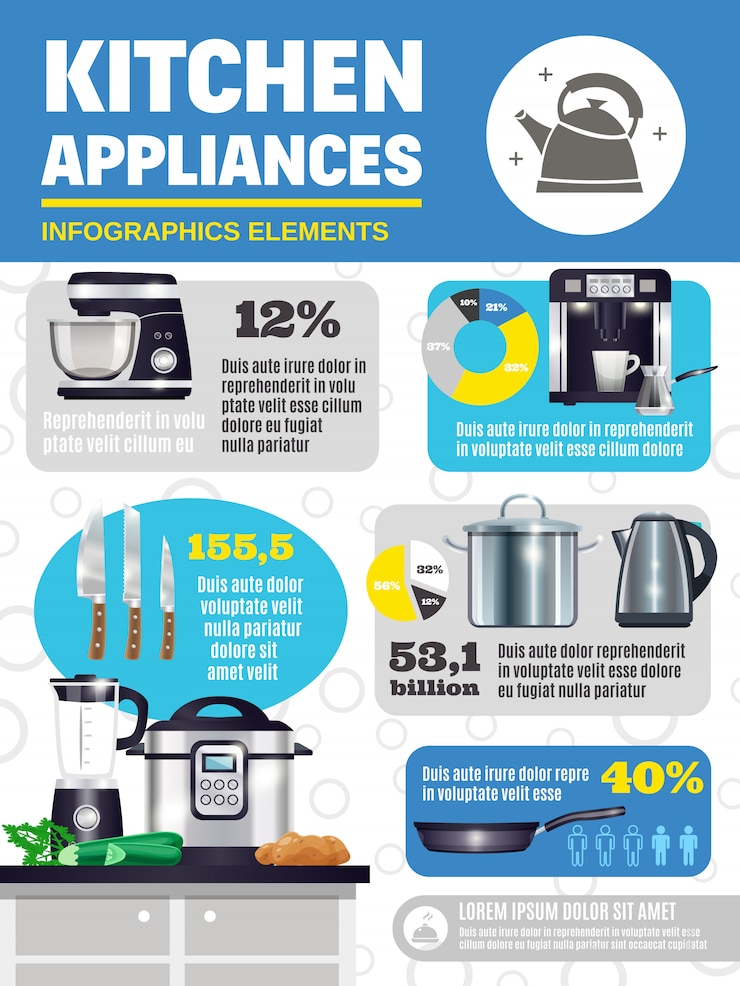 KITCHEN
APPLIANCES
INFOGRAPHICS ELEMENTS
12%
Duis aute irure dolor in
reprehenderit in volu
ptate velit esse cillum
dolore eu fugiat
nulla pariatur
Reprehenderit in volu
ptate velit cillum eu
10%
21%
37%
32%
Duis aute irure dolor in reprehenderit
in voluptate velit esse cillum dolore
155,5
Duis aute dolor
voluptate velit
nulla pariatur
dolore sit
amet velit
32%
56%
12%
53,1
billion
Duis aute dolor reprehenderit
in voluptate velit esse dolore
eu fugiat nulla pariatur
Duis aute irure dolor repre
in voluptate velit esse
40%
LOREM IPSUM DOLOR SIT AMET
Duis aute irure dolor in reprehenderit in voluptate velit esse
cillum dolore eu fugiat nulla pariatur sint occaecat cupidatat